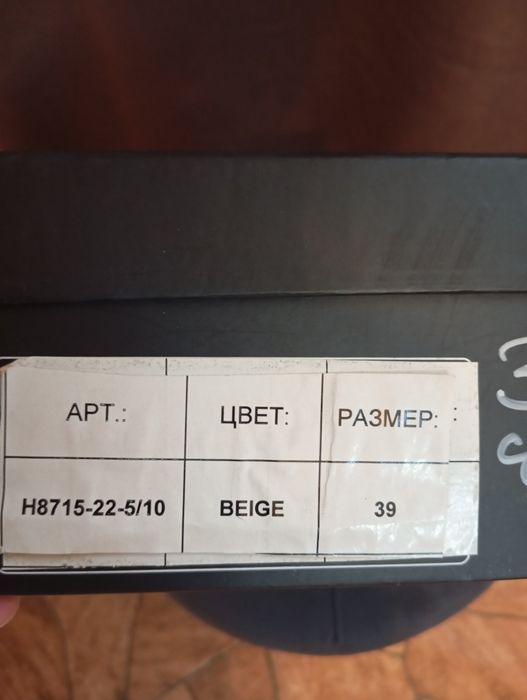 АРТ.: ЦВЕТ: РАЗМЕР: :
H8715-22-5/10 BEIGE 39